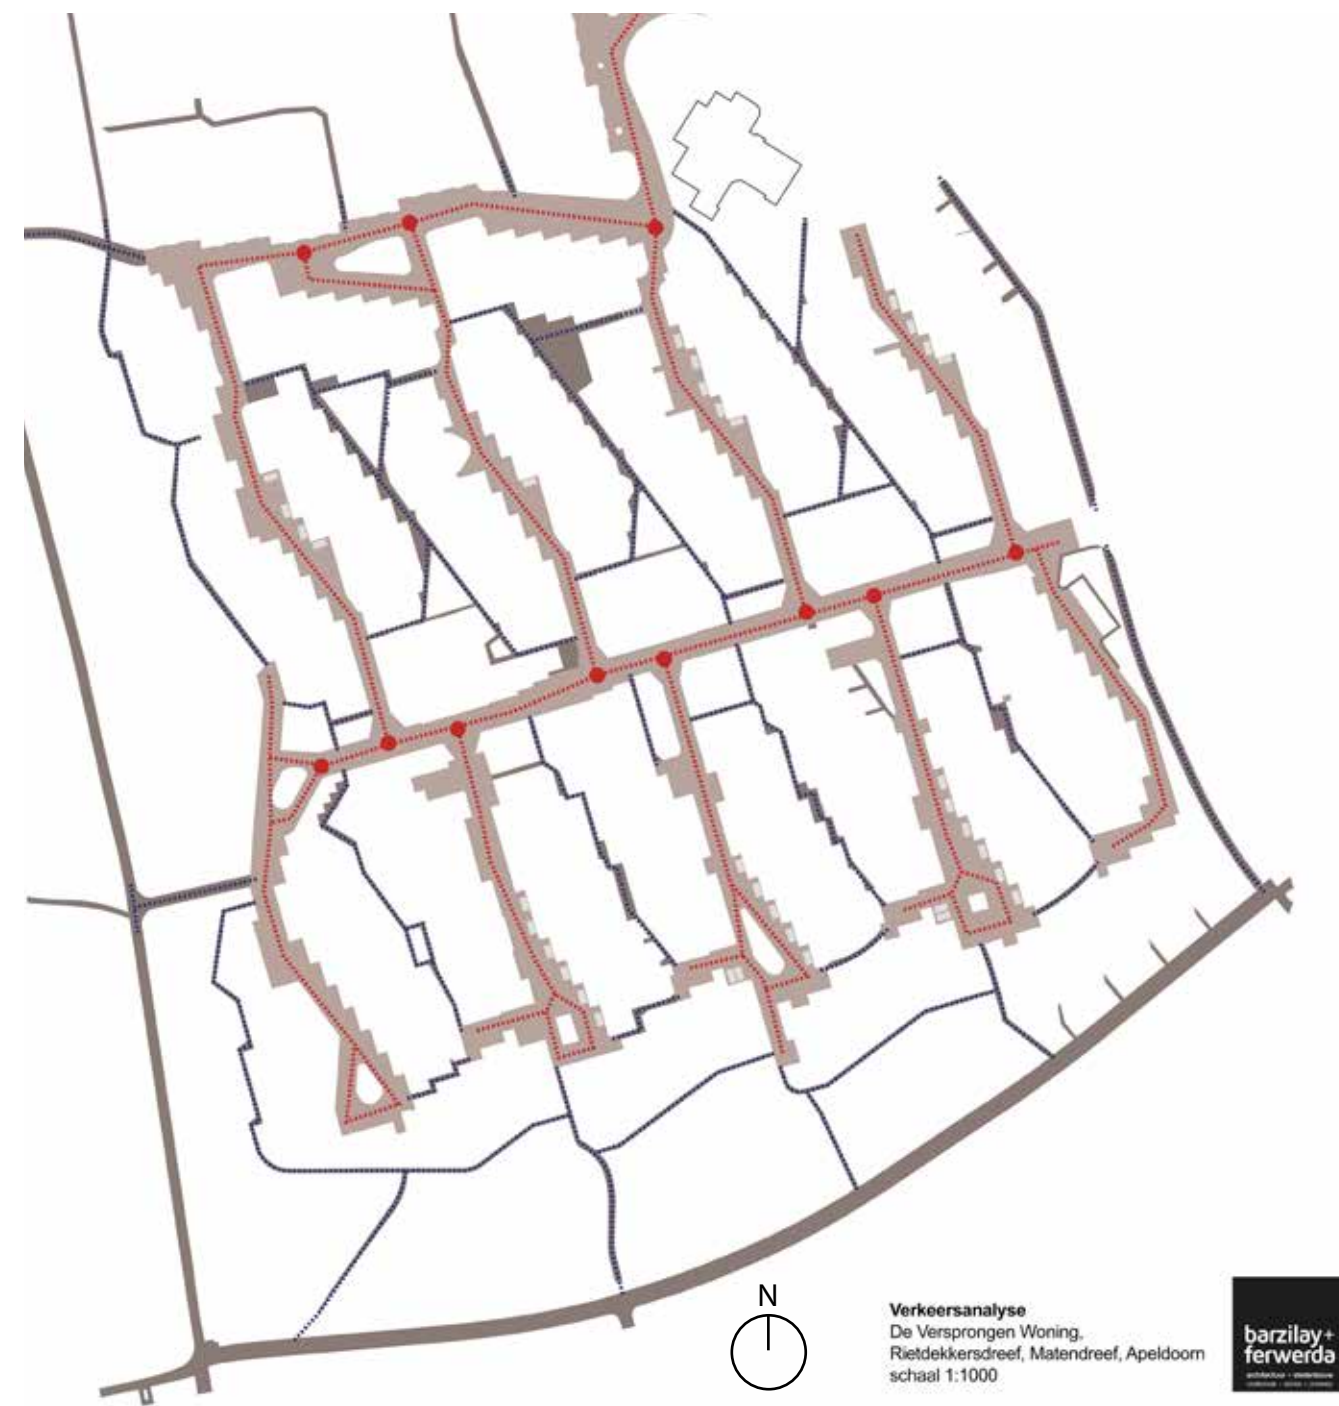 N
Verkeersanalyse
De Versprongen Woning,
Rietdekkersdreef, Matendreef, Apeldoorn
schaal 1:1000
barzilay+
ferwerda